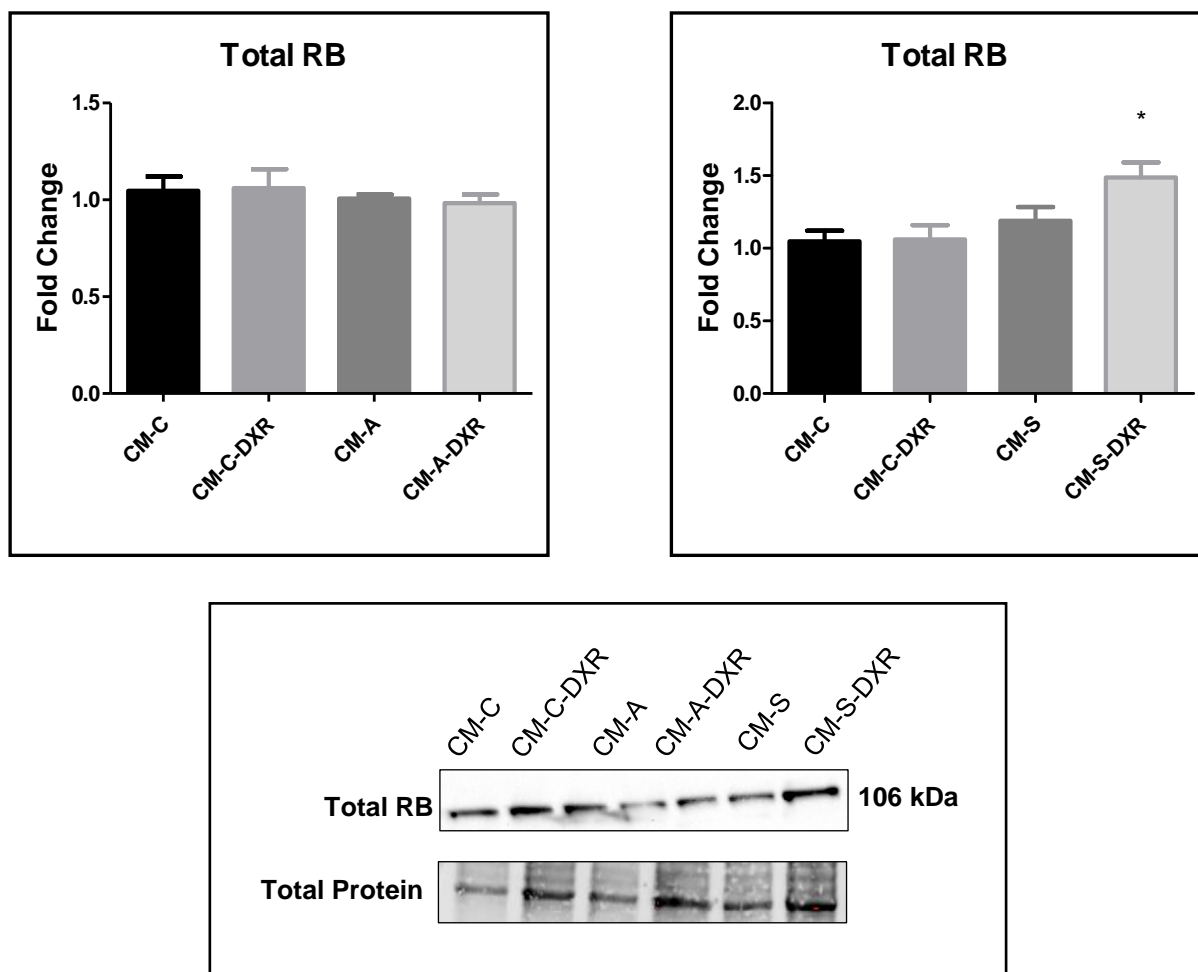 Total RB
1.5
1.0
0.5
0.0
Fold Change
CM-C
CM-C-DXR
CM-A
CM-A-DXR
Total RB
2.0
1.5
1.0
0.5
0.0
Fold Change
*
CM-C
CM-C-DXR
CM-S
CM-S-DXR
CM-C CM-C-DXR CM-A CM-A-DXR CM-S CM-S-DXR
Total RB 106 kDa
Total Protein